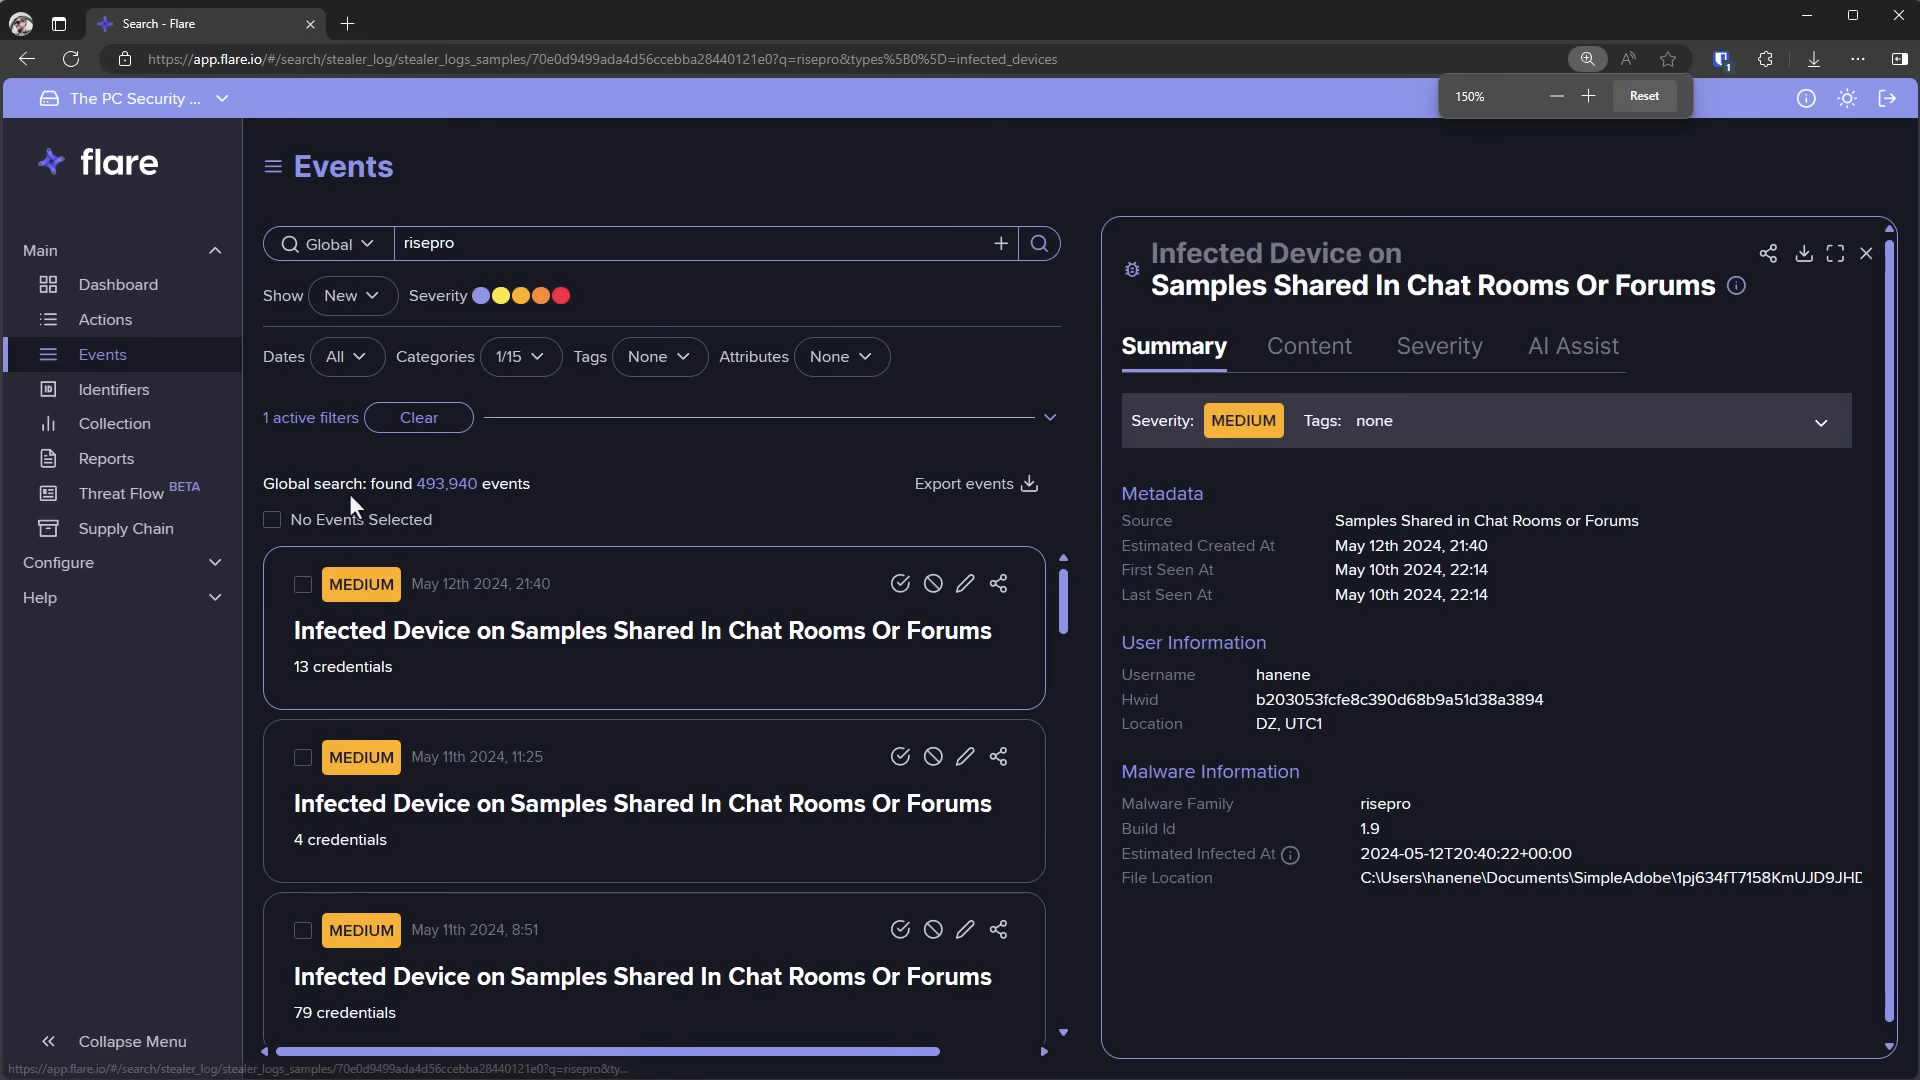 Search - Flare
https://app.flare.io/#/search/stealer_log/stealer_logs_samples/70e0d9499ada4d56ccebba28440121e0?q=risepro&types%5B0%5D=infected_devices
The PC Security ...
150%
Reset
flare
Main
Dashboard
Actions
Events
Identifiers
Collection
Reports
Threat Flow BETA
Supply Chain
Configure
Help
Collapse Menu
Events
Global
risepro
Show
New
Severity
Dates
All
Categories
1/15
Tags
None
Attributes
None
1 active filters
Clear
Global search: found 493,940 events
Export events
No Events Selected
MEDIUM
May 12th 2024, 21:40
Infected Device on Samples Shared In Chat Rooms Or Forums
13 credentials
MEDIUM
May 11th 2024, 11:25
Infected Device on Samples Shared In Chat Rooms Or Forums
4 credentials
MEDIUM
May 11th 2024, 8:51
Infected Device on Samples Shared In Chat Rooms Or Forums
79 credentials
Infected Device on
Samples Shared In Chat Rooms Or Forums
Summary
Content
Severity
AI Assist
Severity: MEDIUM Tags: none
Metadata
Source Samples Shared in Chat Rooms or Forums
Estimated Created At May 12th 2024, 21:40
First Seen At May 10th 2024, 22:14
Last Seen At May 10th 2024, 22:14
User Information
Username hanene
Hwid b203053fcfe8c390d68b9a51d38a3894
Location DZ, UTC1
Malware Information
Malware Family risepro
Build Id 1.9
Estimated Infected At 2024-05-12T20:40:22+00:00
File Location C:\Users\hanene\Documents\SimpleAdobe\1pj634fT7158KmUJD9JHD
https://app.flare.io/#/search/stealer_log/stealer_logs_samples/70e0d9499ada4d56ccebba28440121e0?q=risepro&ty...